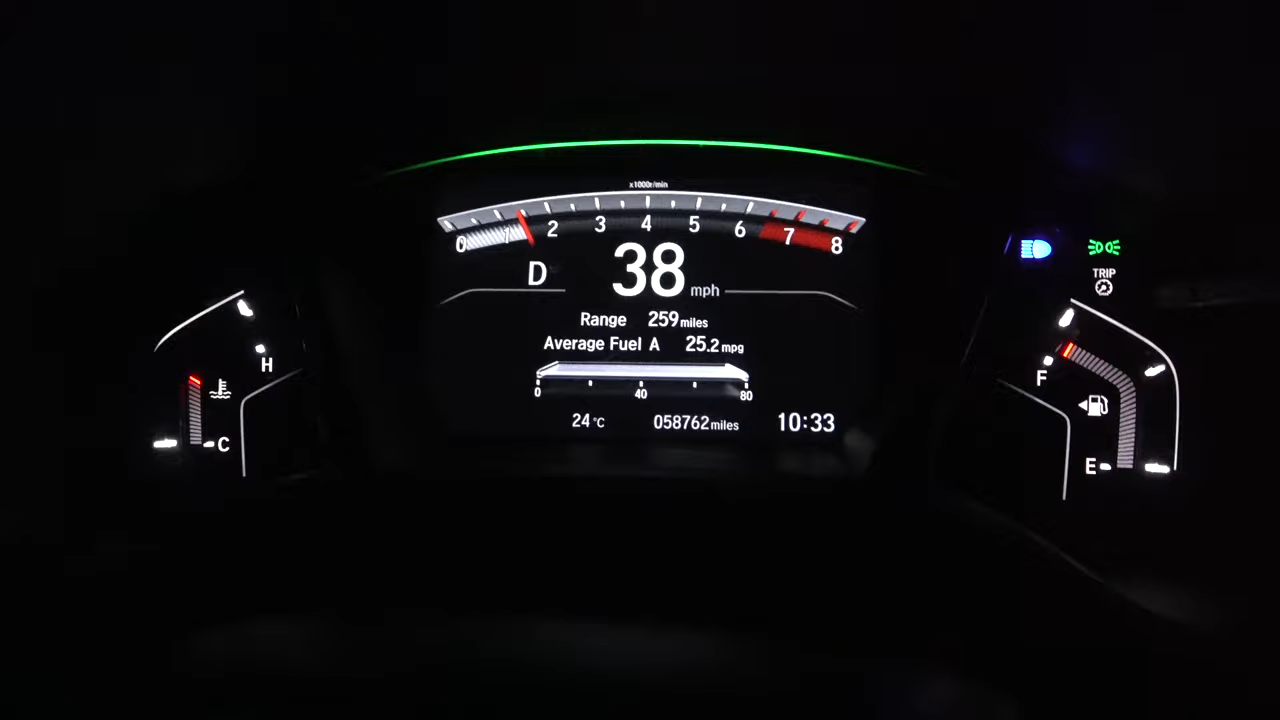 x1000r/min
0 1 2 3 4 5 6 7 8
D 38 mph
TRIP
Range 259 miles
Average Fuel A 25.2 mpg
0 40 80
24 °C 058762 miles 10:33
H
C
F
E